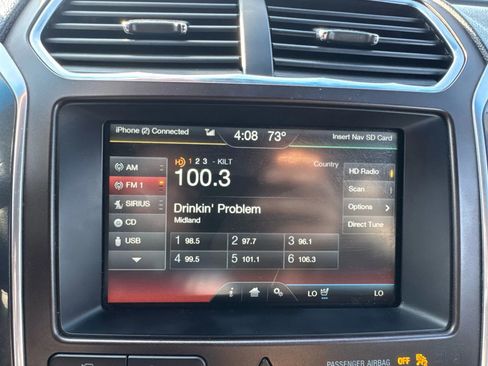 iPhone (2) Connected 4:08 73° Insert Nav SD Card
HD 1 2 3 - KILT Country
100.3
Drinkin' Problem
Midland
AM
FM 1
SIRIUS
CD
USB
HD Radio
Scan
Options
Direct Tune
1 98.5 2 97.7 3 96.1
4 99.5 5 101.1 6 106.3
i LO LO
PASSENGER AIRBAG OFF